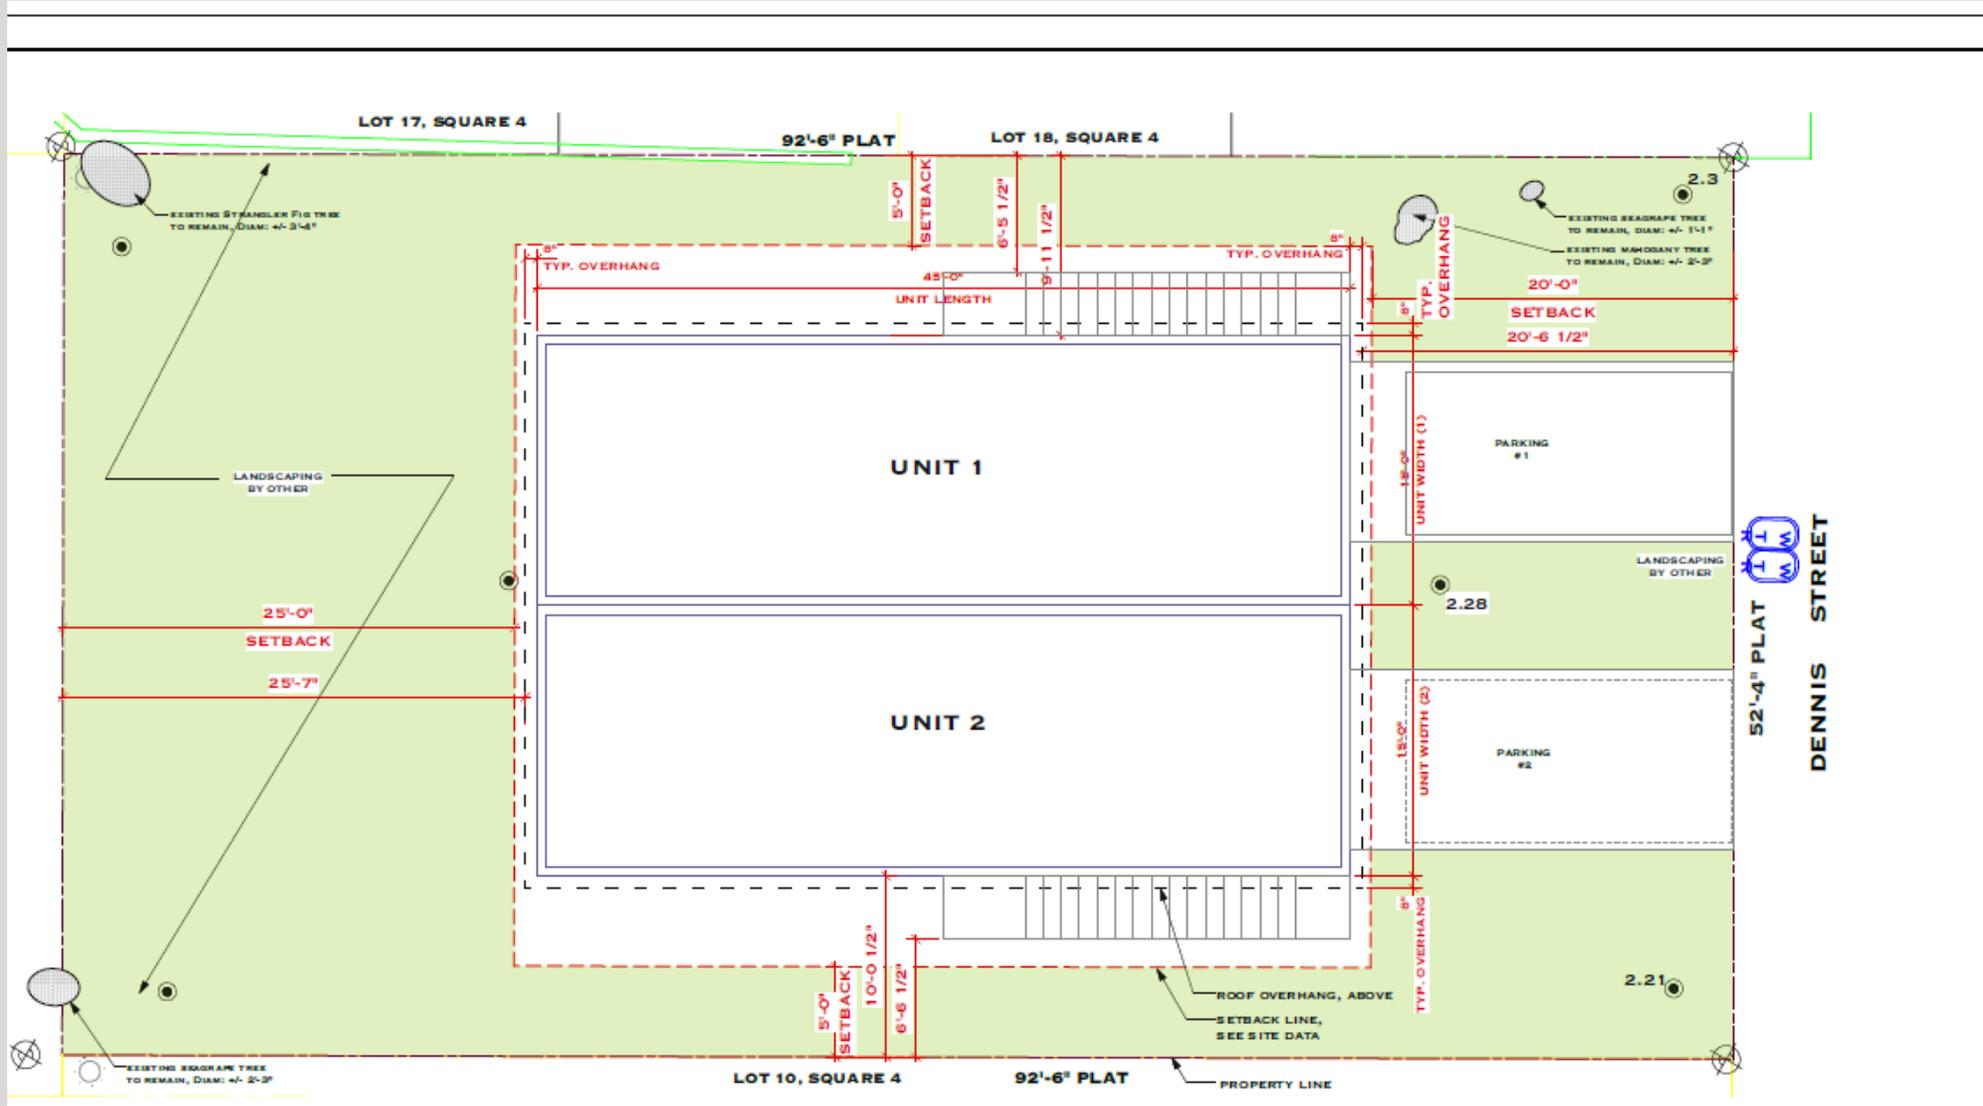 LOT 17, SQUARE 4
92'-6" PLAT
LOT 18, SQUARE 4
2.3
EXISTING STRANGLER FIG TREE
TO REMAIN, DIAM: +/- 3'-4"
5'-0"
SETBACK
6'-5 1/2"
9'-11 1/2"
EXISTING SEAGRAPE TREE
TO REMAIN, DIAM: +/- 1'-1"
EXISTING MAHOGANY TREE
TO REMAIN, DIAM: +/- 2'-3"
8"
TYP. OVERHANG
8"
TYP. OVERHANG
45'-0"
UNIT LENGTH
8"
TYP.
OVERHANG
20'-0"
SETBACK
20'-6 1/2"
UNIT 1
15'-0"
UNIT WIDTH (1)
PARKING
#1
LANDSCAPING
BY OTHER
LANDSCAPING
BY OTHER
W
T
R
W
T
R
2.28
25'-0"
SETBACK
25'-7"
UNIT 2
15'-0"
UNIT WIDTH (2)
PARKING
#2
52'-4" PLAT
DENNIS STREET
8"
TYP. OVERHANG
5'-0"
SETBACK
10'-0 1/2"
6'-6 1/2"
2.21
ROOF OVERHANG, ABOVE
SETBACK LINE,
SEE SITE DATA
EXISTING SEAGRAPE TREE
TO REMAIN, DIAM: +/- 2'-3"
LOT 10, SQUARE 4
92'-6" PLAT
PROPERTY LINE